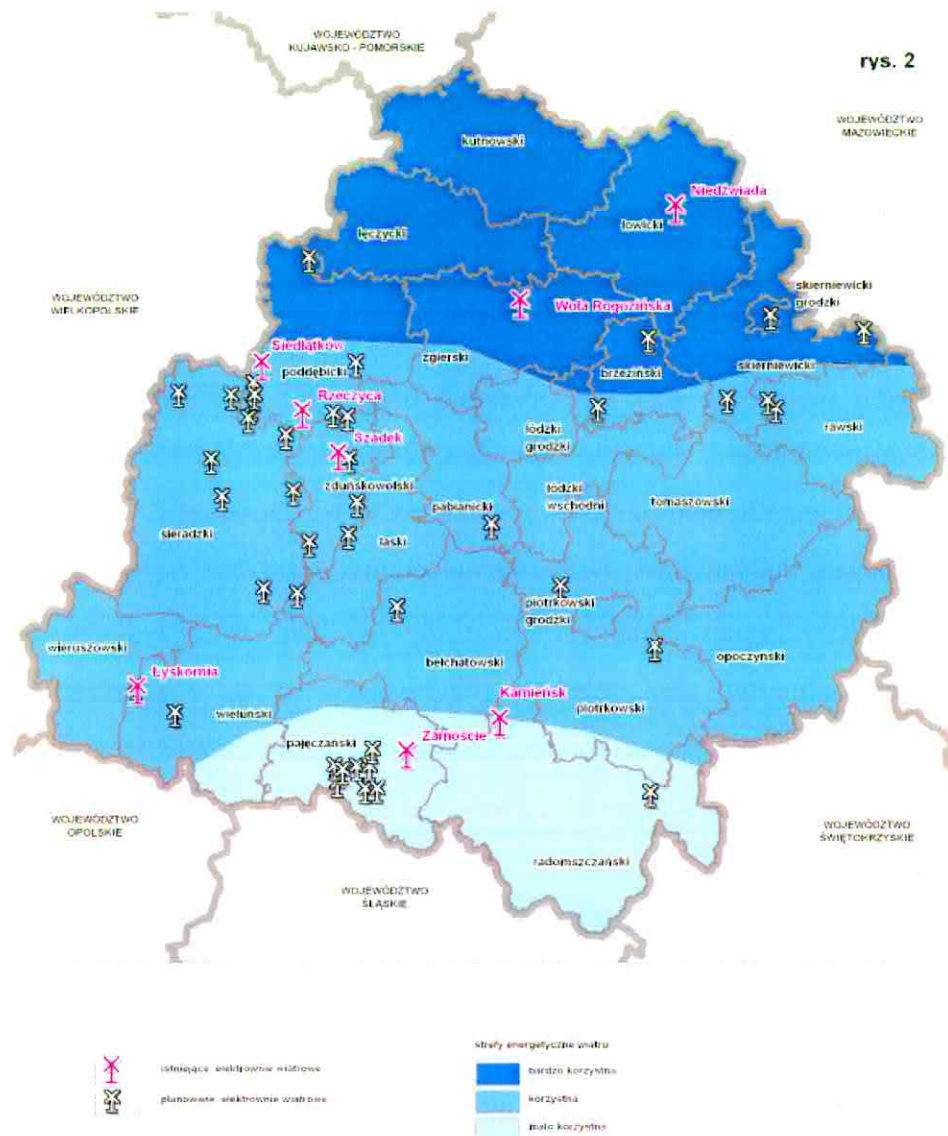 WOJEWÓDZTWO
KUJAWSKO - POMORSKIE
rys. 2
WOJEWÓDZTWO
MAZOWIECKIE
kutnowski
Niedźwiada
łowicki
łęczycki
skierniewicki
grodzki
WOJEWÓDZTWO
WIELKOPOLSKIE
Wola Rogozińska
Siedlątków
zgierski
poddębicki
brzeziński
skierniewicki
Rzeczyca
łódzki
grodzki
rawski
Szadek
zduńskowolski
łódzki
wschodni
tomaszowski
pabianicki
sieradzki
łaski
piotrkowski
grodzki
wieruszowski
bełchatowski
opoczyński
Łyskornia
Kamieńsk
wieluński
piotrkowski
pajęczański
Zamoście
WOJEWÓDZTWO
OPOLSKIE
WOJEWÓDZTWO
ŚWIĘTOKRZYSKIE
radomszczański
WOJEWÓDZTWO
ŚLĄSKIE
strefy energetyczne wiatru
istniejące elektrownie wiatrowe
bardzo korzystna
planowane elektrownie wiatrowe
korzystna
mało korzystna